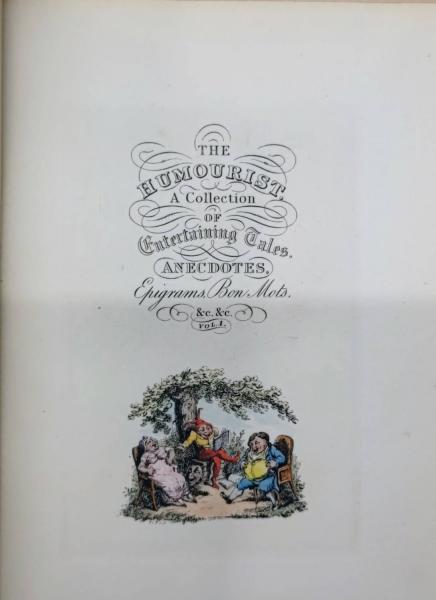 THE
HUMOURIST,
A Collection
OF
Entertaining Tales,
ANECDOTES,
Epigrams, Bon Mots.
&c. &c.
VOL. I.